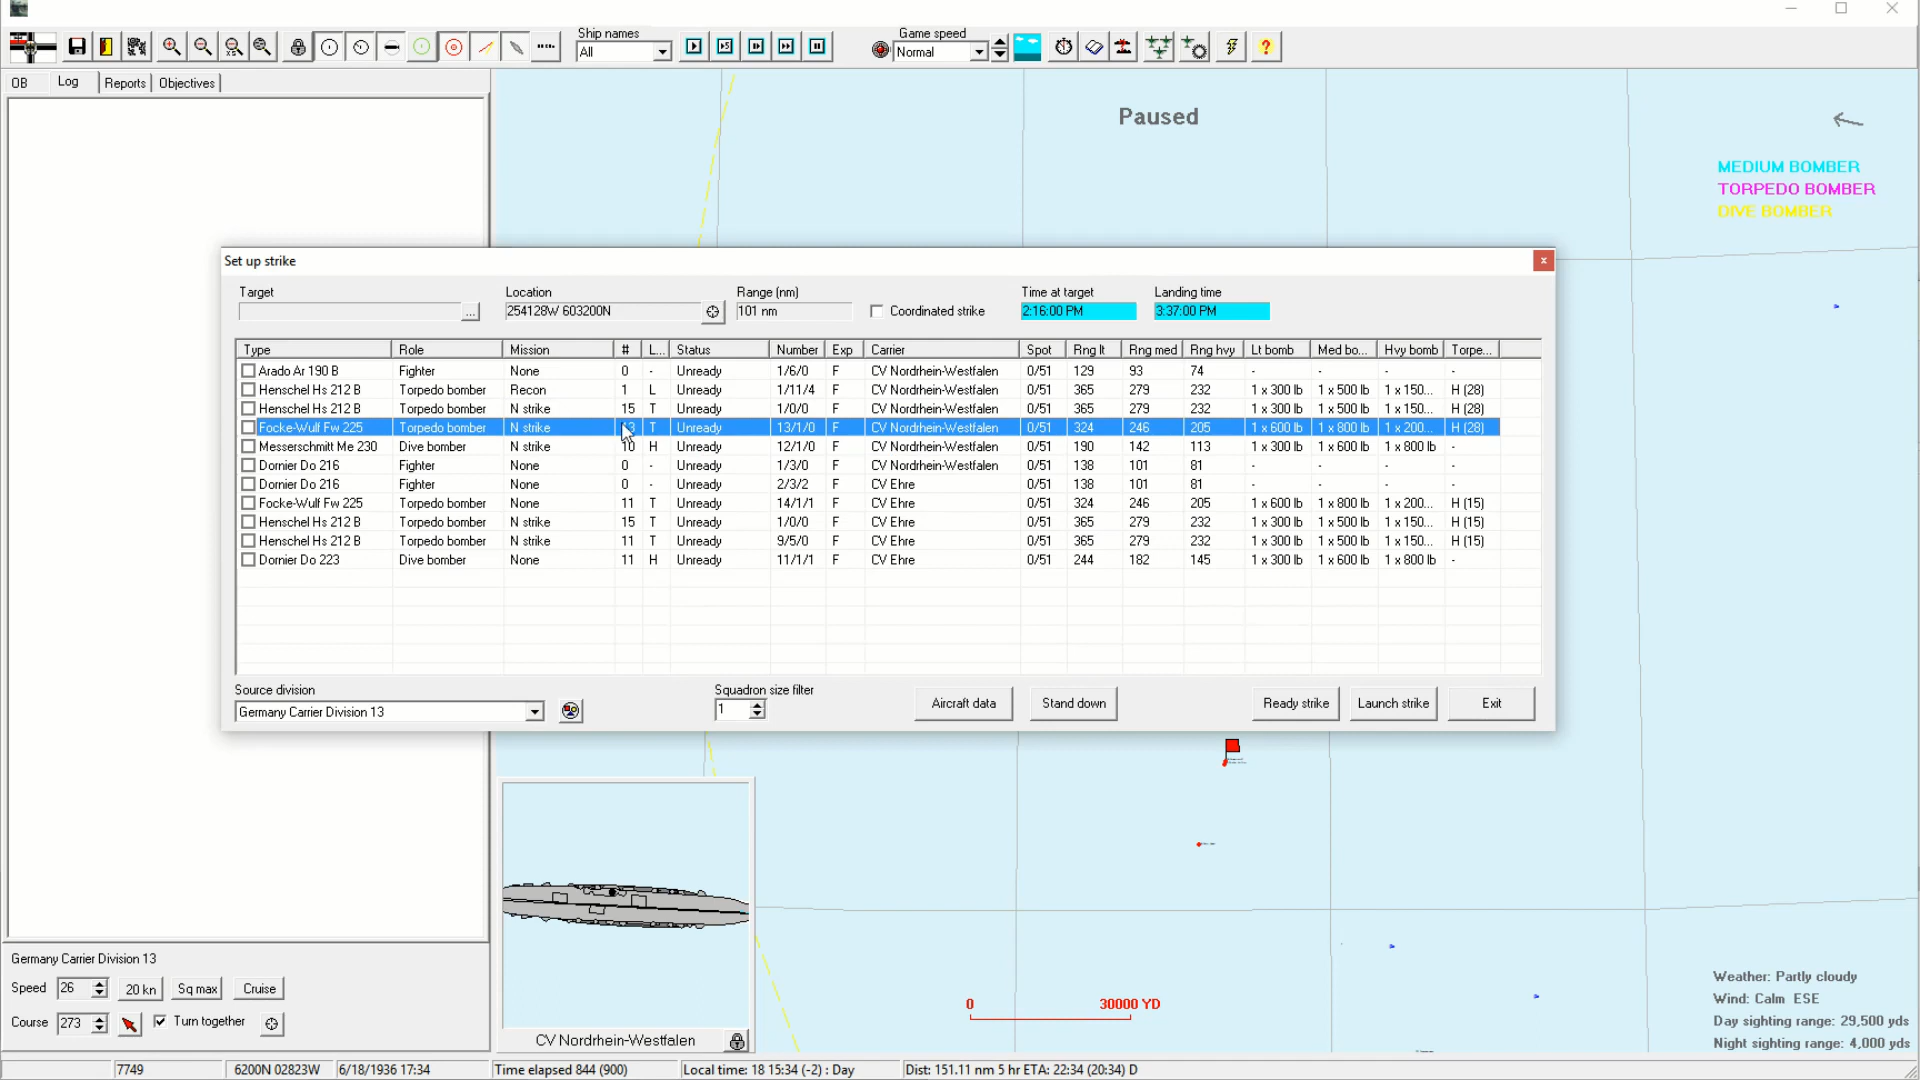 Ship names
All
Game speed
Normal
OB Log Reports Objectives
Paused
MEDIUM BOMBER
TORPEDO BOMBER
DIVE BOMBER
Set up strike
Target Location Range (nm) Time at target Landing time
... 254128W 603200N 101 nm Coordinated strike 2:16:00 PM 3:37:00 PM
Type Role Mission # L... Status Number Exp Carrier Spot Rng lt Rng med Rng hvy Lt bomb Med bo... Hvy bomb Torpe...
Arado Ar 190 B Fighter None 0 - Unready 1/6/0 F CV Nordrhein-Westfalen 0/51 129 93 74 - - - -
Henschel Hs 212 B Torpedo bomber Recon 1 L Unready 1/11/4 F CV Nordrhein-Westfalen 0/51 365 279 232 1 x 300 lb 1 x 500 lb 1 x 150... H (28)
Henschel Hs 212 B Torpedo bomber N strike 15 T Unready 1/0/0 F CV Nordrhein-Westfalen 0/51 365 279 232 1 x 300 lb 1 x 500 lb 1 x 150... H (28)
Focke-Wulf Fw 225 Torpedo bomber N strike T Unready 13/1/0 F CV Nordrhein-Westfalen 0/51 324 246 205 1 x 600 lb 1 x 800 lb 1 x 200... H (28)
Messerschmitt Me 230 Dive bomber N strike 10 H Unready 12/1/0 F CV Nordrhein-Westfalen 0/51 190 142 113 1 x 300 lb 1 x 600 lb 1 x 800 lb -
Dornier Do 216 Fighter None 0 - Unready 1/3/0 F CV Nordrhein-Westfalen 0/51 138 101 81 - - - -
Dornier Do 216 Fighter None 0 - Unready 2/3/2 F CV Ehre 0/51 138 101 81 - - - -
Focke-Wulf Fw 225 Torpedo bomber None 11 T Unready 14/1/1 F CV Ehre 0/51 324 246 205 1 x 600 lb 1 x 800 lb 1 x 200... H (15)
Henschel Hs 212 B Torpedo bomber N strike 15 T Unready 1/0/0 F CV Ehre 0/51 365 279 232 1 x 300 lb 1 x 500 lb 1 x 150... H (15)
Henschel Hs 212 B Torpedo bomber N strike 11 T Unready 9/5/0 F CV Ehre 0/51 365 279 232 1 x 300 lb 1 x 500 lb 1 x 150... H (15)
Dornier Do 223 Dive bomber None 11 H Unready 11/1/1 F CV Ehre 0/51 244 182 145 1 x 300 lb 1 x 600 lb 1 x 800 lb -
Source division Squadron size filter
Germany Carrier Division 13 1 Aircraft data Stand down Ready strike Launch strike Exit
Germany Carrier Division 13
Speed 26 20 kn Sq max Cruise
Course 273 Turn together
CV Nordrhein-Westfalen
0 30000 YD
Weather: Partly cloudy
Wind: Calm ESE
Day sighting range: 29,500 yds
Night sighting range: 4,000 yds
7749 6200N 02823W 6/18/1936 17:34 Time elapsed 844 (900) Local time: 18 15:34 (-2) : Day Dist: 151.11 nm 5 hr ETA: 22:34 (20:34) D